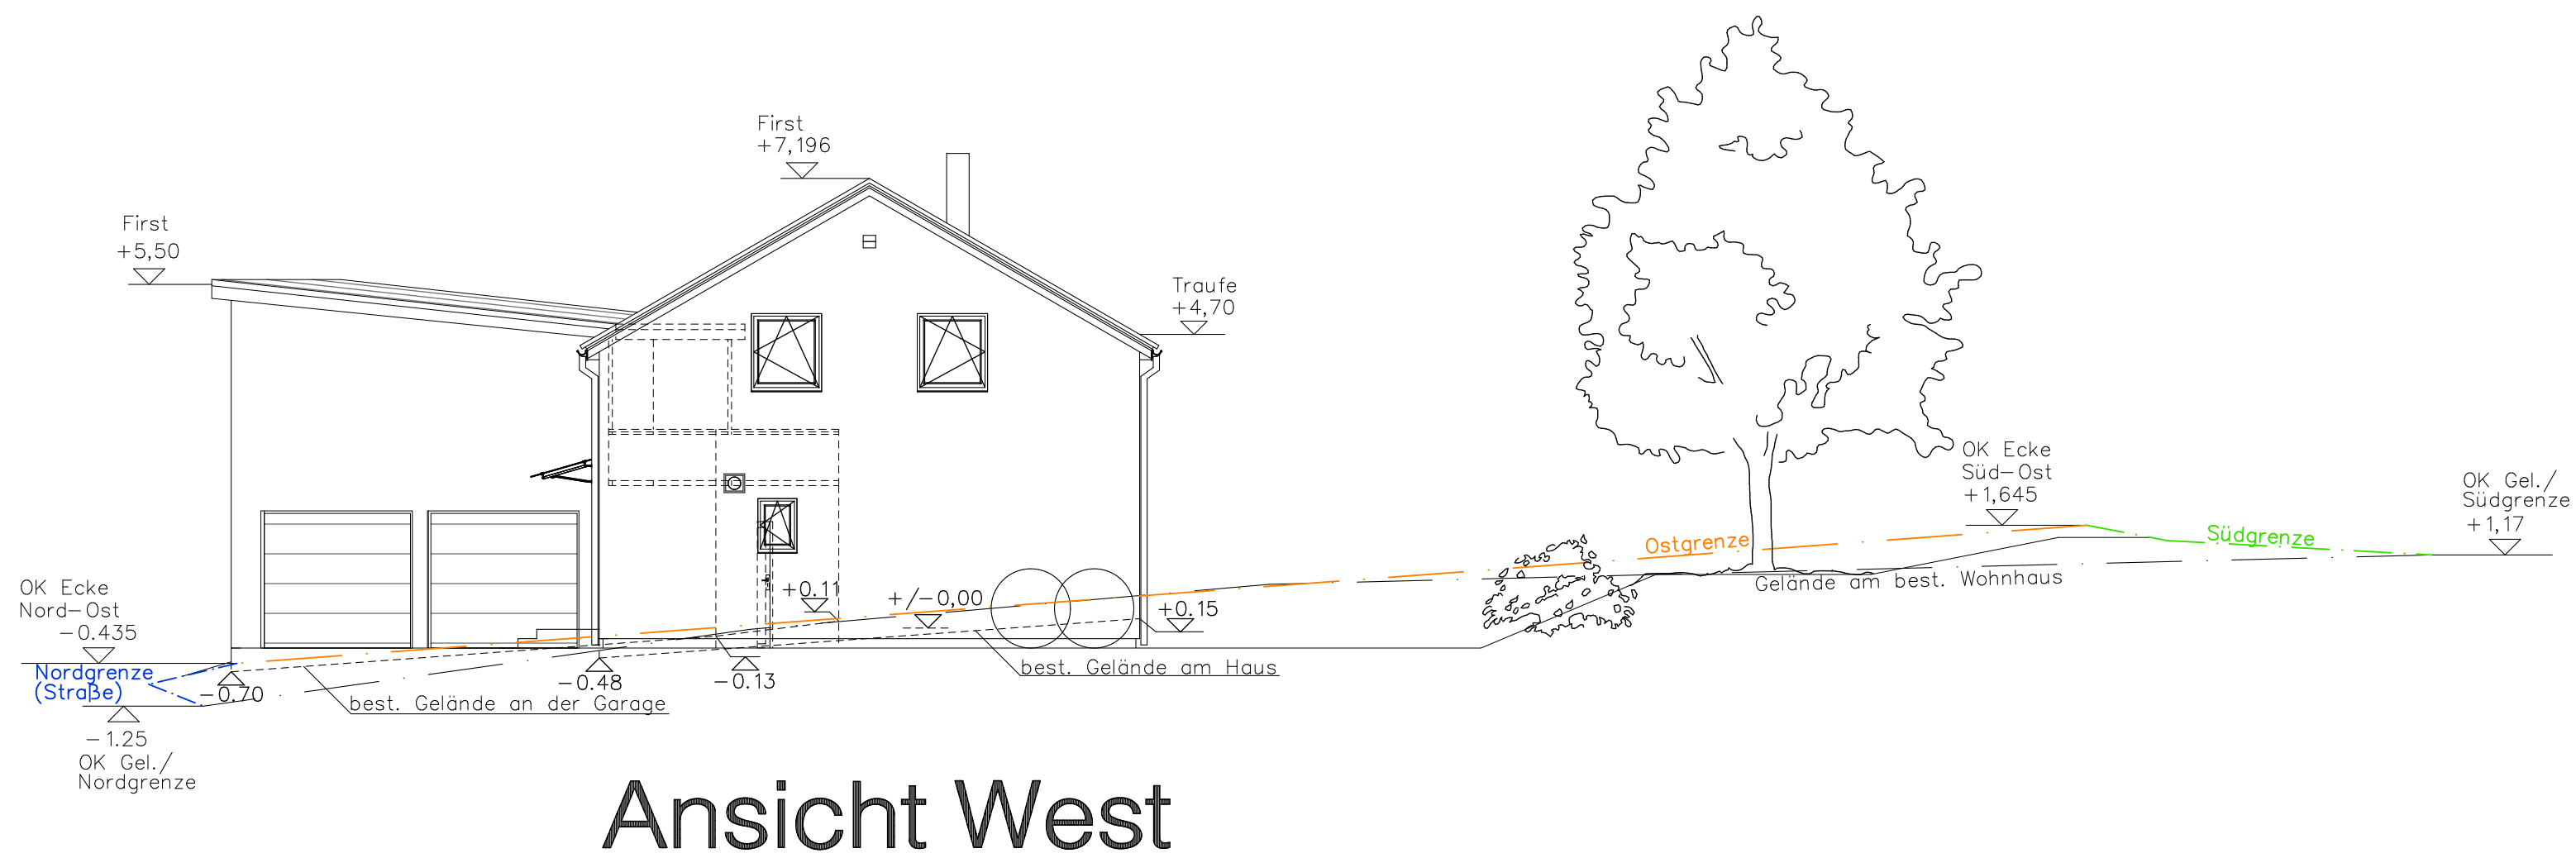 First
+7,196
First
+5,50
Traufe
+4,70
OK Ecke
Süd-Ost
+1,645
OK Gel./
Südgrenze
+1,17
Ostgrenze
Südgrenze
Gelände am best. Wohnhaus
OK Ecke
Nord-Ost
-0.435
+0.11
+/-0,00
+0.15
Nordgrenze
(Straße)
-0.70
-0.48
-0.13
best. Gelände am Haus
best. Gelände an der Garage
-1.25
OK Gel./
Nordgrenze
Ansicht West